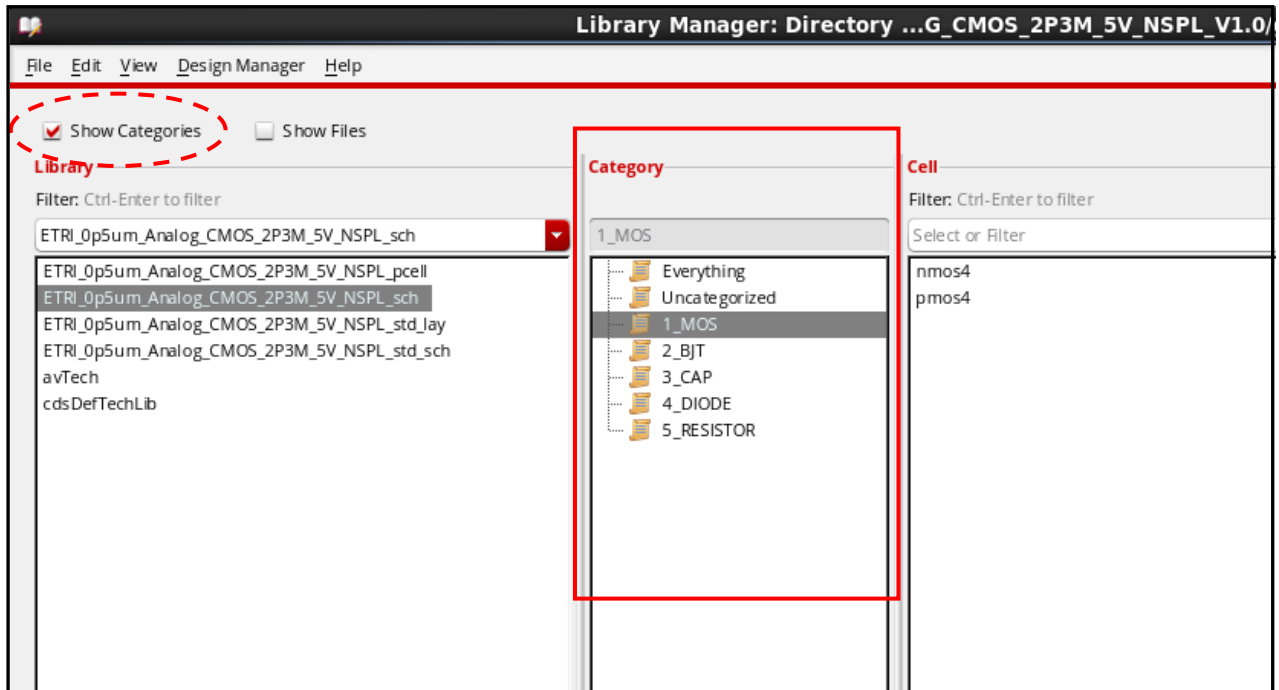 Library Manager: Directory ...G_CMOS_2P3M_5V_NSPL_V1.0/
File Edit View Design Manager Help
Show Categories Show Files
Library
Filter: Ctrl-Enter to filter
ETRI_0p5um_Analog_CMOS_2P3M_5V_NSPL_sch
ETRI_0p5um_Analog_CMOS_2P3M_5V_NSPL_pcell
ETRI_0p5um_Analog_CMOS_2P3M_5V_NSPL_sch
ETRI_0p5um_Analog_CMOS_2P3M_5V_NSPL_std_lay
ETRI_0p5um_Analog_CMOS_2P3M_5V_NSPL_std_sch
avTech
cdsDefTechLib
Category
1_MOS
Everything
Uncategorized
1_MOS
2_BJT
3_CAP
4_DIODE
5_RESISTOR
Cell
Filter: Ctrl-Enter to filter
Select or Filter
nmos4
pmos4